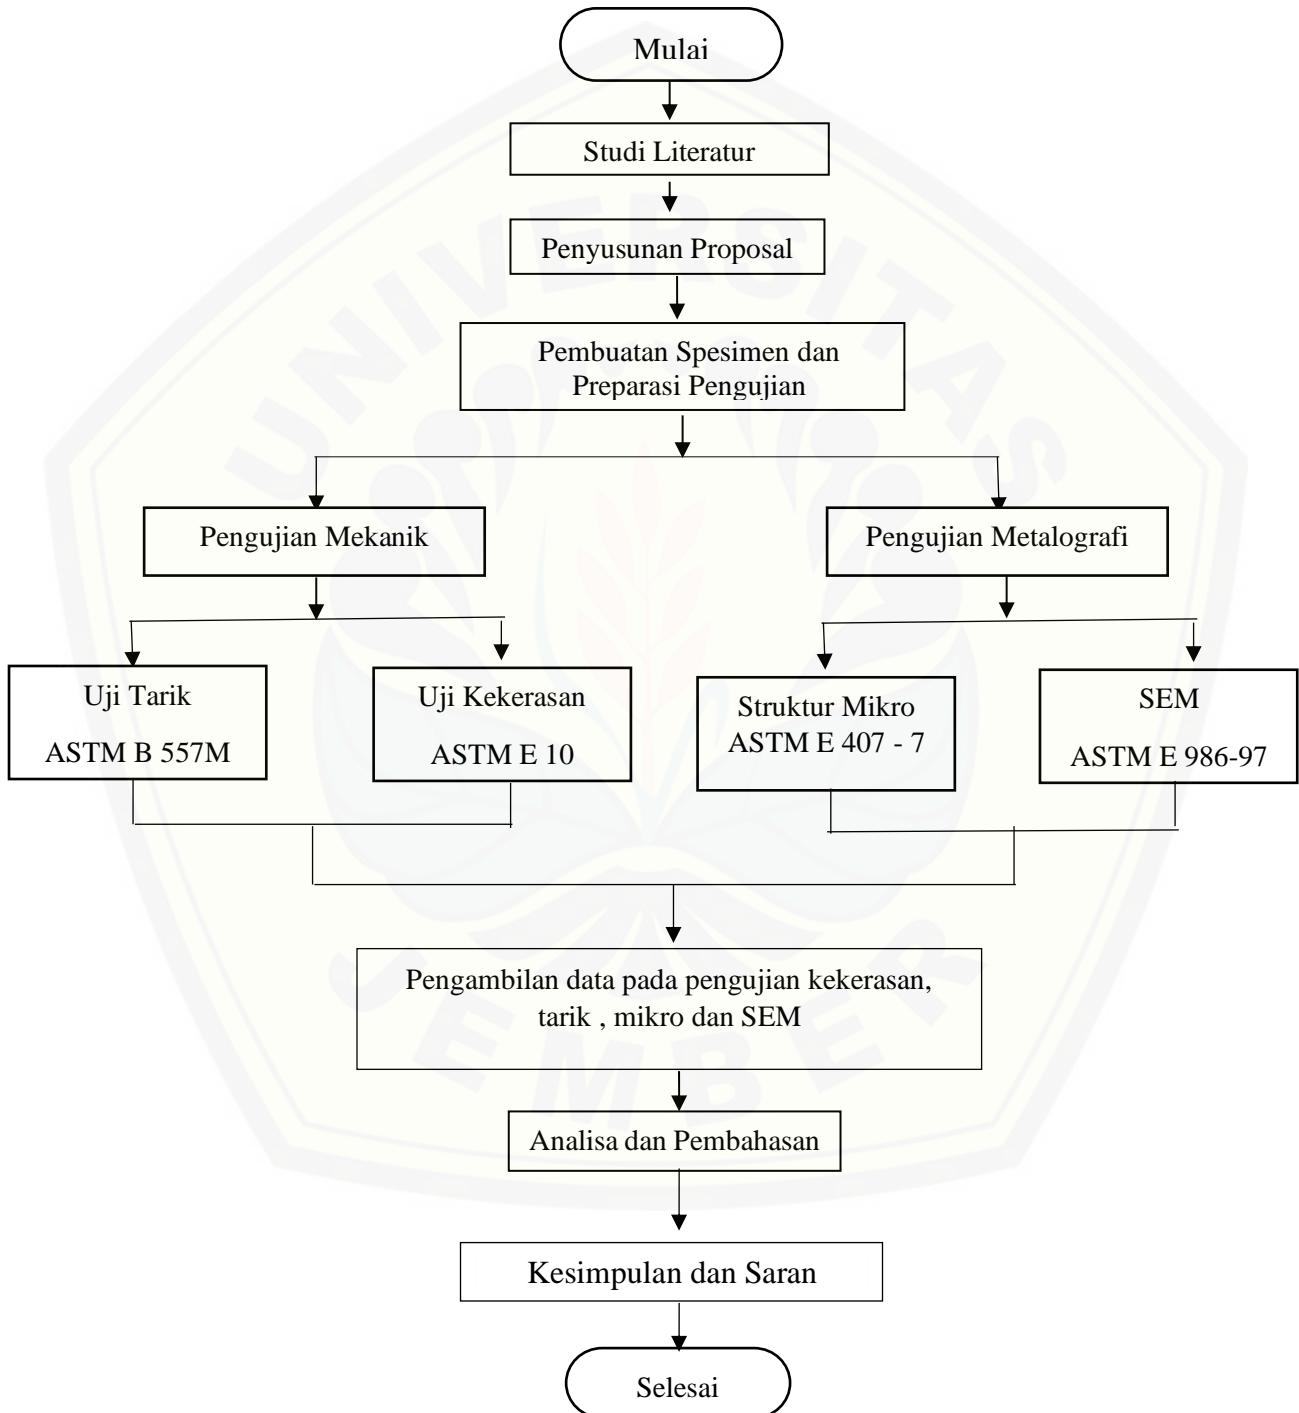 Mulai
Studi Literatur
Penyusunan Proposal
Pembuatan Spesimen dan
Preparasi Pengujian
Pengujian Mekanik
Pengujian Metalografi
Uji Tarik
ASTM B 557M
Uji Kekerasan
ASTM E 10
Struktur Mikro
ASTM E 407 - 7
SEM
ASTM E 986-97
Pengambilan data pada pengujian kekerasan,
tarik , mikro dan SEM
Analisa dan Pembahasan
Kesimpulan dan Saran
Selesai
UNIVERSITAS
JEMBER